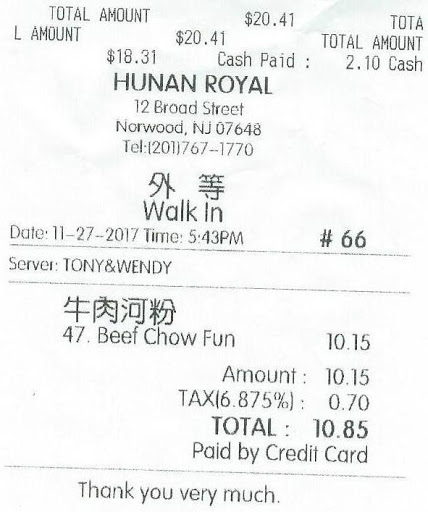 TOTAL AMOUNT $20.41 TOTA
L AMOUNT $20.41 TOTAL AMOUNT
$18.31 Cash Paid : 2.10 Cash
HUNAN ROYAL
12 Broad Street
Norwood, NJ 07648
Tel:(201)767-1770
外 等
Walk In
Date: 11-27-2017 Time: 5:43PM # 66
Server: TONY&WENDY
牛肉河粉
47. Beef Chow Fun 10.15
Amount : 10.15
TAX(6.875%) : 0.70
TOTAL : 10.85
Paid by Credit Card
Thank you very much.